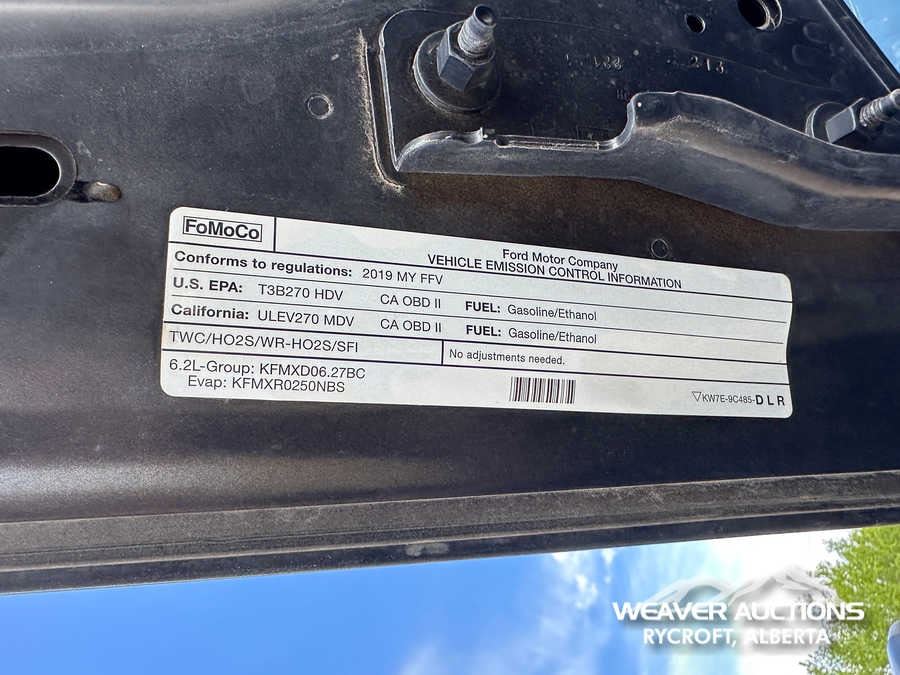 FoMoCo
Ford Motor Company
VEHICLE EMISSION CONTROL INFORMATION
Conforms to regulations: 2019 MY FFV
U.S. EPA: T3B270 HDV CA OBD II FUEL: Gasoline/Ethanol
California: ULEV270 MDV CA OBD II FUEL: Gasoline/Ethanol
TWC/HO2S/WR-HO2S/SFI No adjustments needed.
6.2L-Group: KFMXD06.27BC
Evap: KFMXR0250NBS
▽KW7E-9C485-DLR
WEAVER AUCTIONS
RYCROFT, ALBERTA